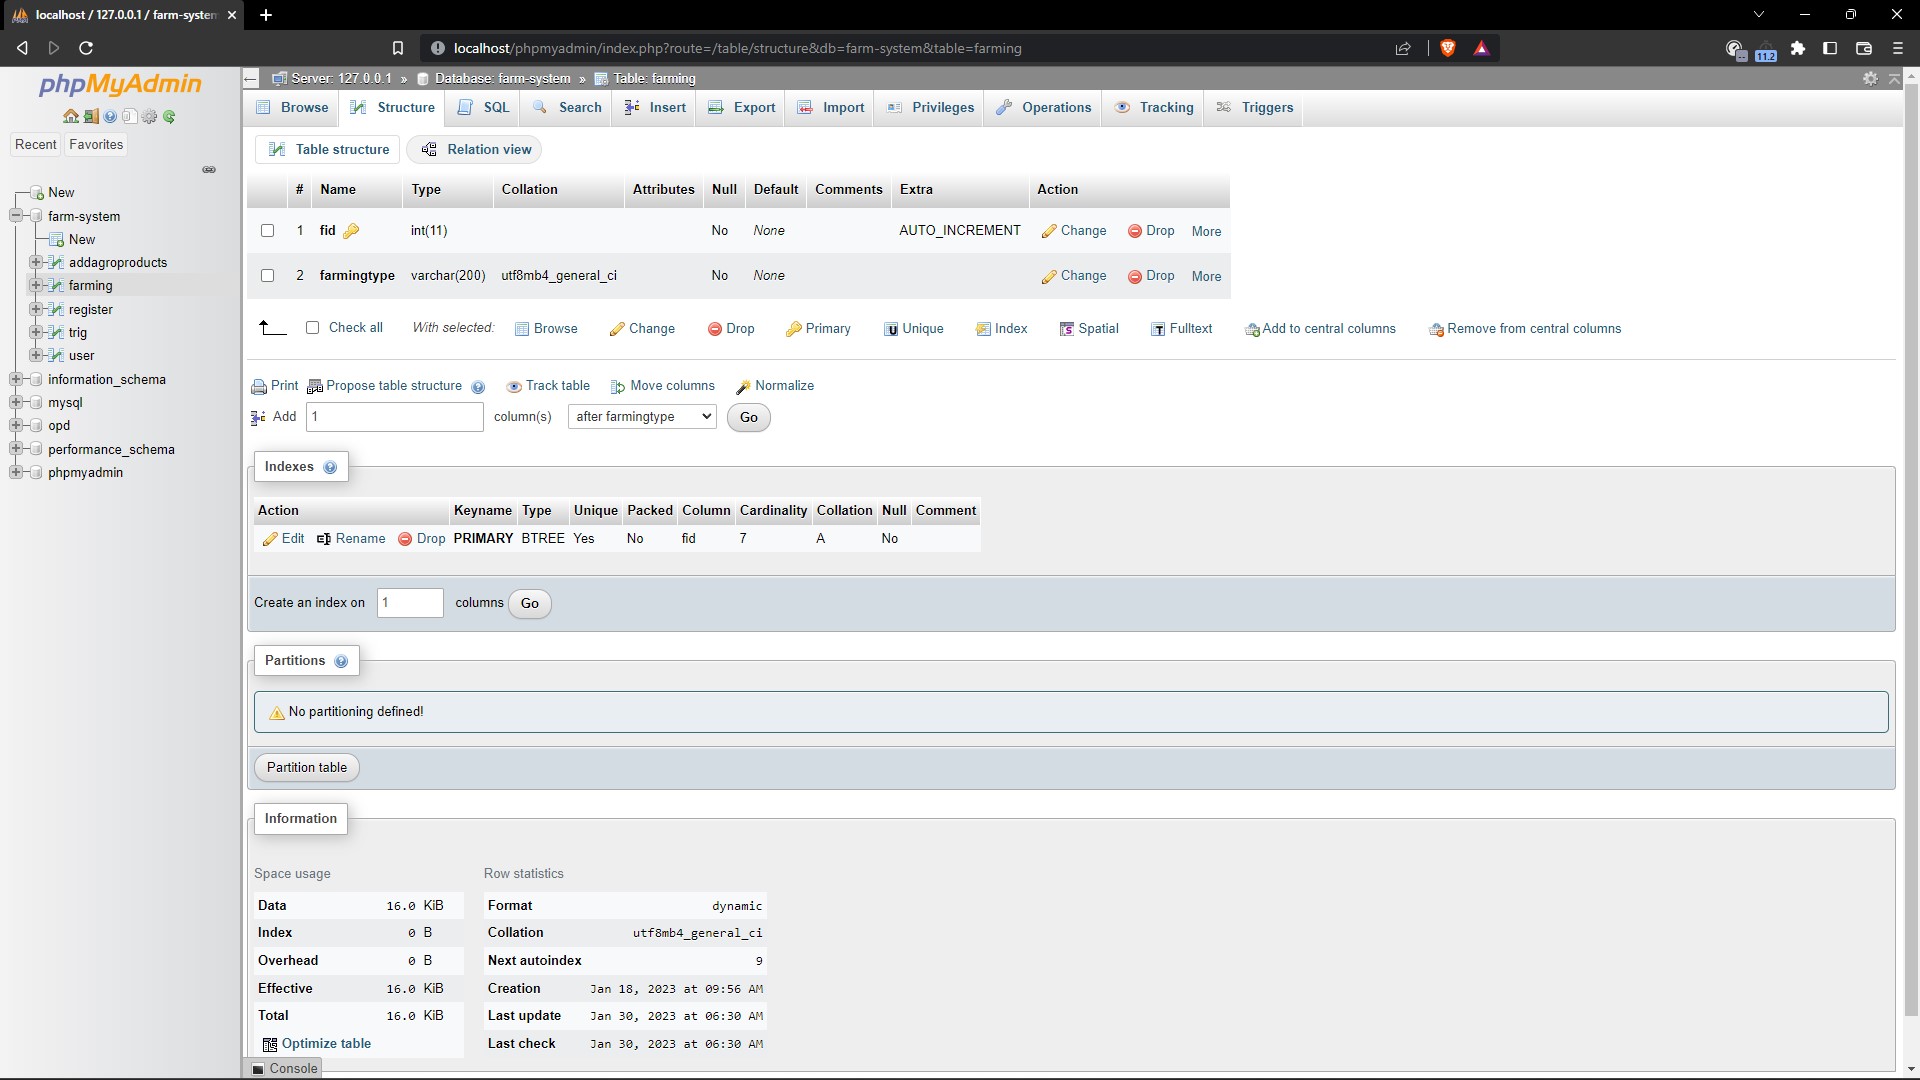 localhost / 127.0.0.1 / farm-system
localhost/phpmyadmin/index.php?route=/table/structure&db=farm-system&table=farming
11.2
phpMyAdmin
Recent Favorites
New
farm-system
New
addagroproducts
farming
register
trig
user
information_schema
mysql
opd
performance_schema
phpmyadmin
Server: 127.0.0.1 » Database: farm-system » Table: farming
Browse Structure SQL Search Insert Export Import Privileges Operations Tracking Triggers
Table structure Relation view
# Name Type Collation Attributes Null Default Comments Extra Action
1 fid int(11) No None AUTO_INCREMENT Change Drop More
2 farmingtype varchar(200) utf8mb4_general_ci No None Change Drop More
Check all With selected: Browse Change Drop Primary Unique Index Spatial Fulltext Add to central columns Remove from central columns
Print Propose table structure Track table Move columns Normalize
Add 1 column(s) after farmingtype Go
Indexes
Action Keyname Type Unique Packed Column Cardinality Collation Null Comment
Edit Rename Drop PRIMARY BTREE Yes No fid 7 A No
Create an index on 1 columns Go
Partitions
No partitioning defined!
Partition table
Information
Space usage
Data 16.0 KiB
Index 0 B
Overhead 0 B
Effective 16.0 KiB
Total 16.0 KiB
Optimize table
Row statistics
Format dynamic
Collation utf8mb4_general_ci
Next autoindex 9
Creation Jan 18, 2023 at 09:56 AM
Last update Jan 30, 2023 at 06:30 AM
Last check Jan 30, 2023 at 06:30 AM
Console